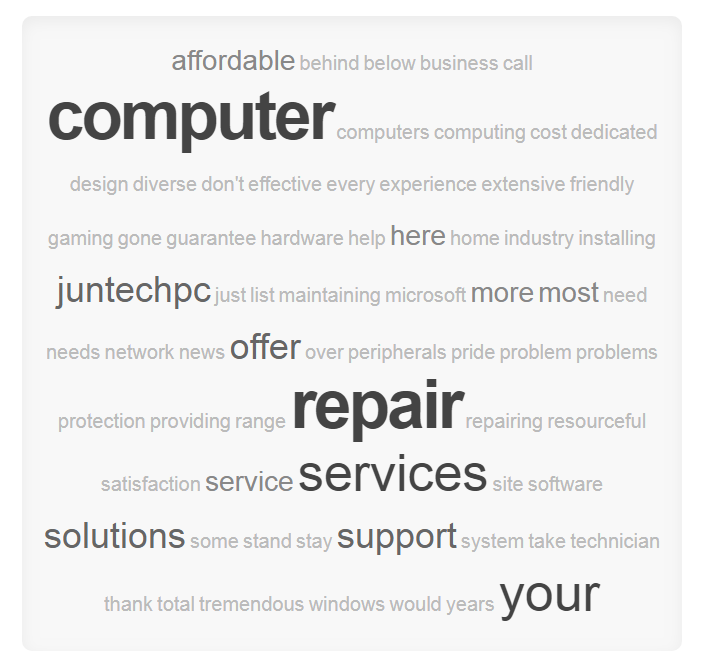 affordable behind below business call
computer computers computing cost dedicated
design diverse don't effective every experience extensive friendly
gaming gone guarantee hardware help here home industry installing
juntechpc just list maintaining microsoft more most need
needs network news offer over peripherals pride problem problems
protection providing range repair repairing resourceful
satisfaction service services site software
solutions some stand stay support system take technician
thank total tremendous windows would years your